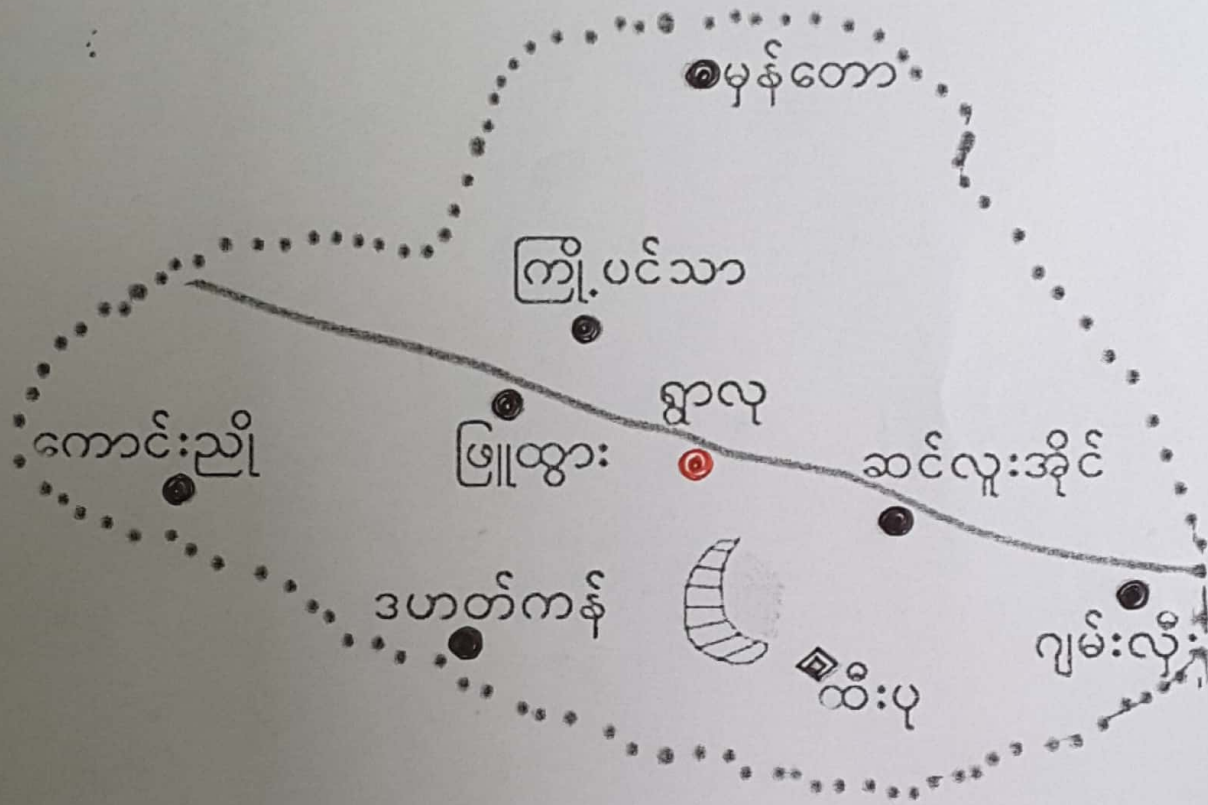 မှန်တော
ကြို့ပင်သာ
ရွာလု
ကောင်းညို
ဖြူထွား
ဆင်လူးအိုင်
ဒဟတ်ကန်
ဂျမ်းလှီး
ထီးပု